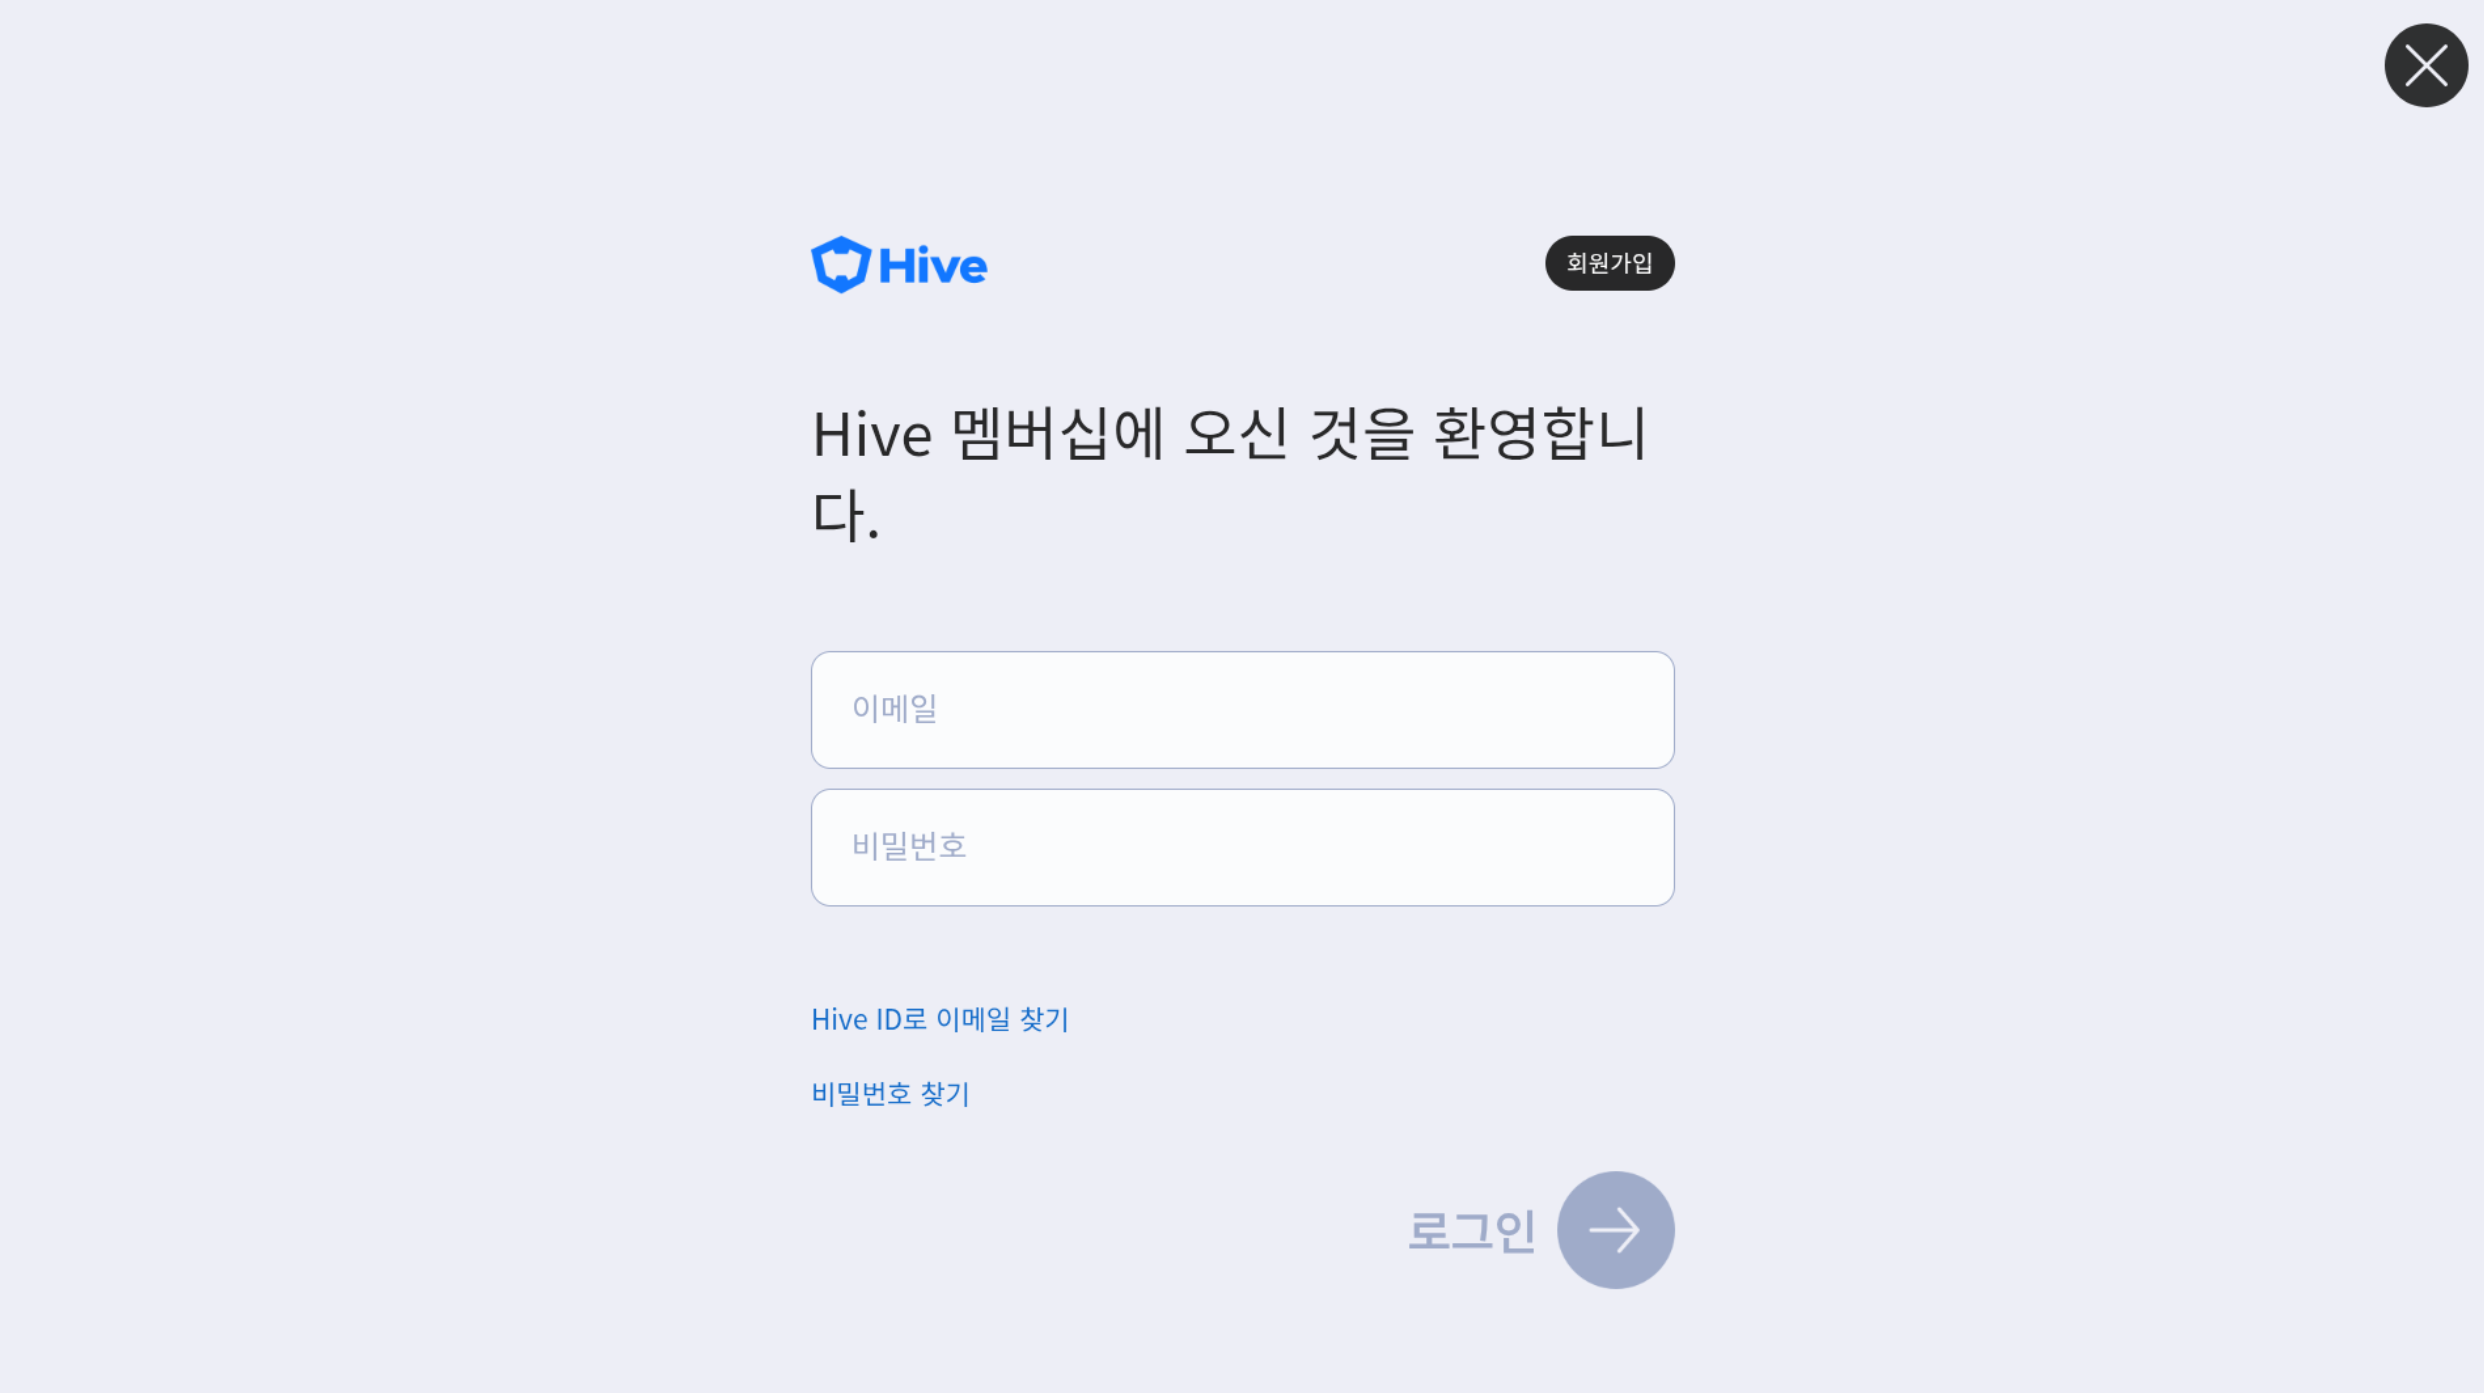 Hive
회원가입
Hive 멤버십에 오신 것을 환영합니
다.
이메일
비밀번호
Hive ID로 이메일 찾기
비밀번호 찾기
로그인